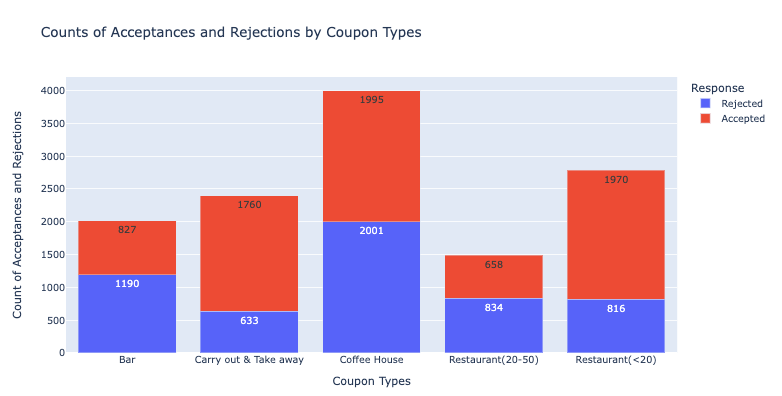 Counts of Acceptances and Rejections by Coupon Types
Response
Rejected
Accepted
Count of Acceptances and Rejections
4000
3500
3000
2500
2000
1500
1000
500
0
827
1190
1760
633
1995
2001
658
834
1970
816
Bar
Carry out & Take away
Coffee House
Restaurant(20-50)
Restaurant(<20)
Coupon Types